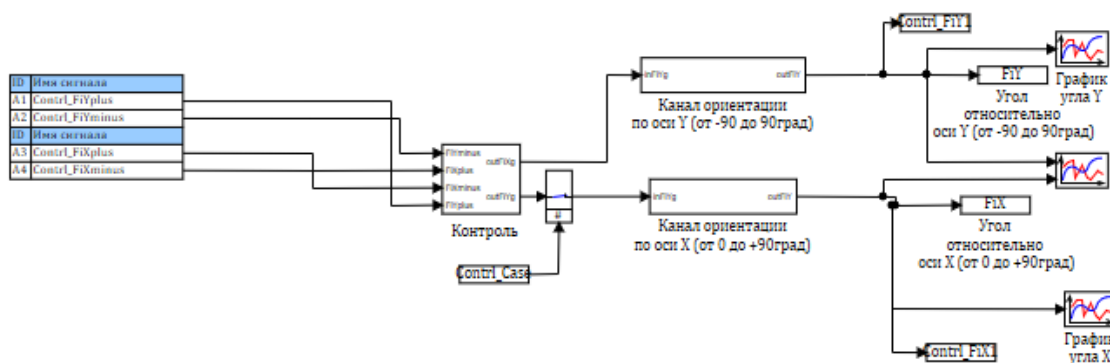 Contrl_FiY1
ID Имя сигнала
A1 Contrl_FiYplus
A2 Contrl_FiYminus
ID Имя сигнала
A3 Contrl_FiXplus
A4 Contrl_FiXminus
inFiYg outFiY
Канал ориентации
по оси Y (от -90 до 90град)
FiY
Угол
относительно
оси Y (от -90 до 90град)
График
угла Y
FiYminus
FiXplus
FiXminus
FiYplus
outFiXg
outFiYg
Контроль
Contrl_Case
inFiYg outFiY
Канал ориентации
по оси X (от 0 до +90град)
FiX
Угол
относительно
оси X (от 0 до +90град)
График
угла X
Contrl_FiX1